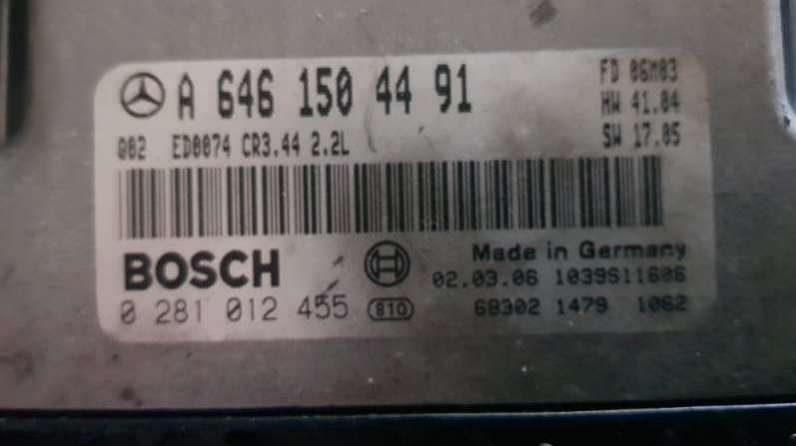 A 646 150 44 91
FD 06M03
HW 41.04
002 ED0074 CR3.44 2.2L
SW 17.05
BOSCH
Made in Germany
02.03.06 1039S11606
0 281 012 455 810
68302 1479 1062